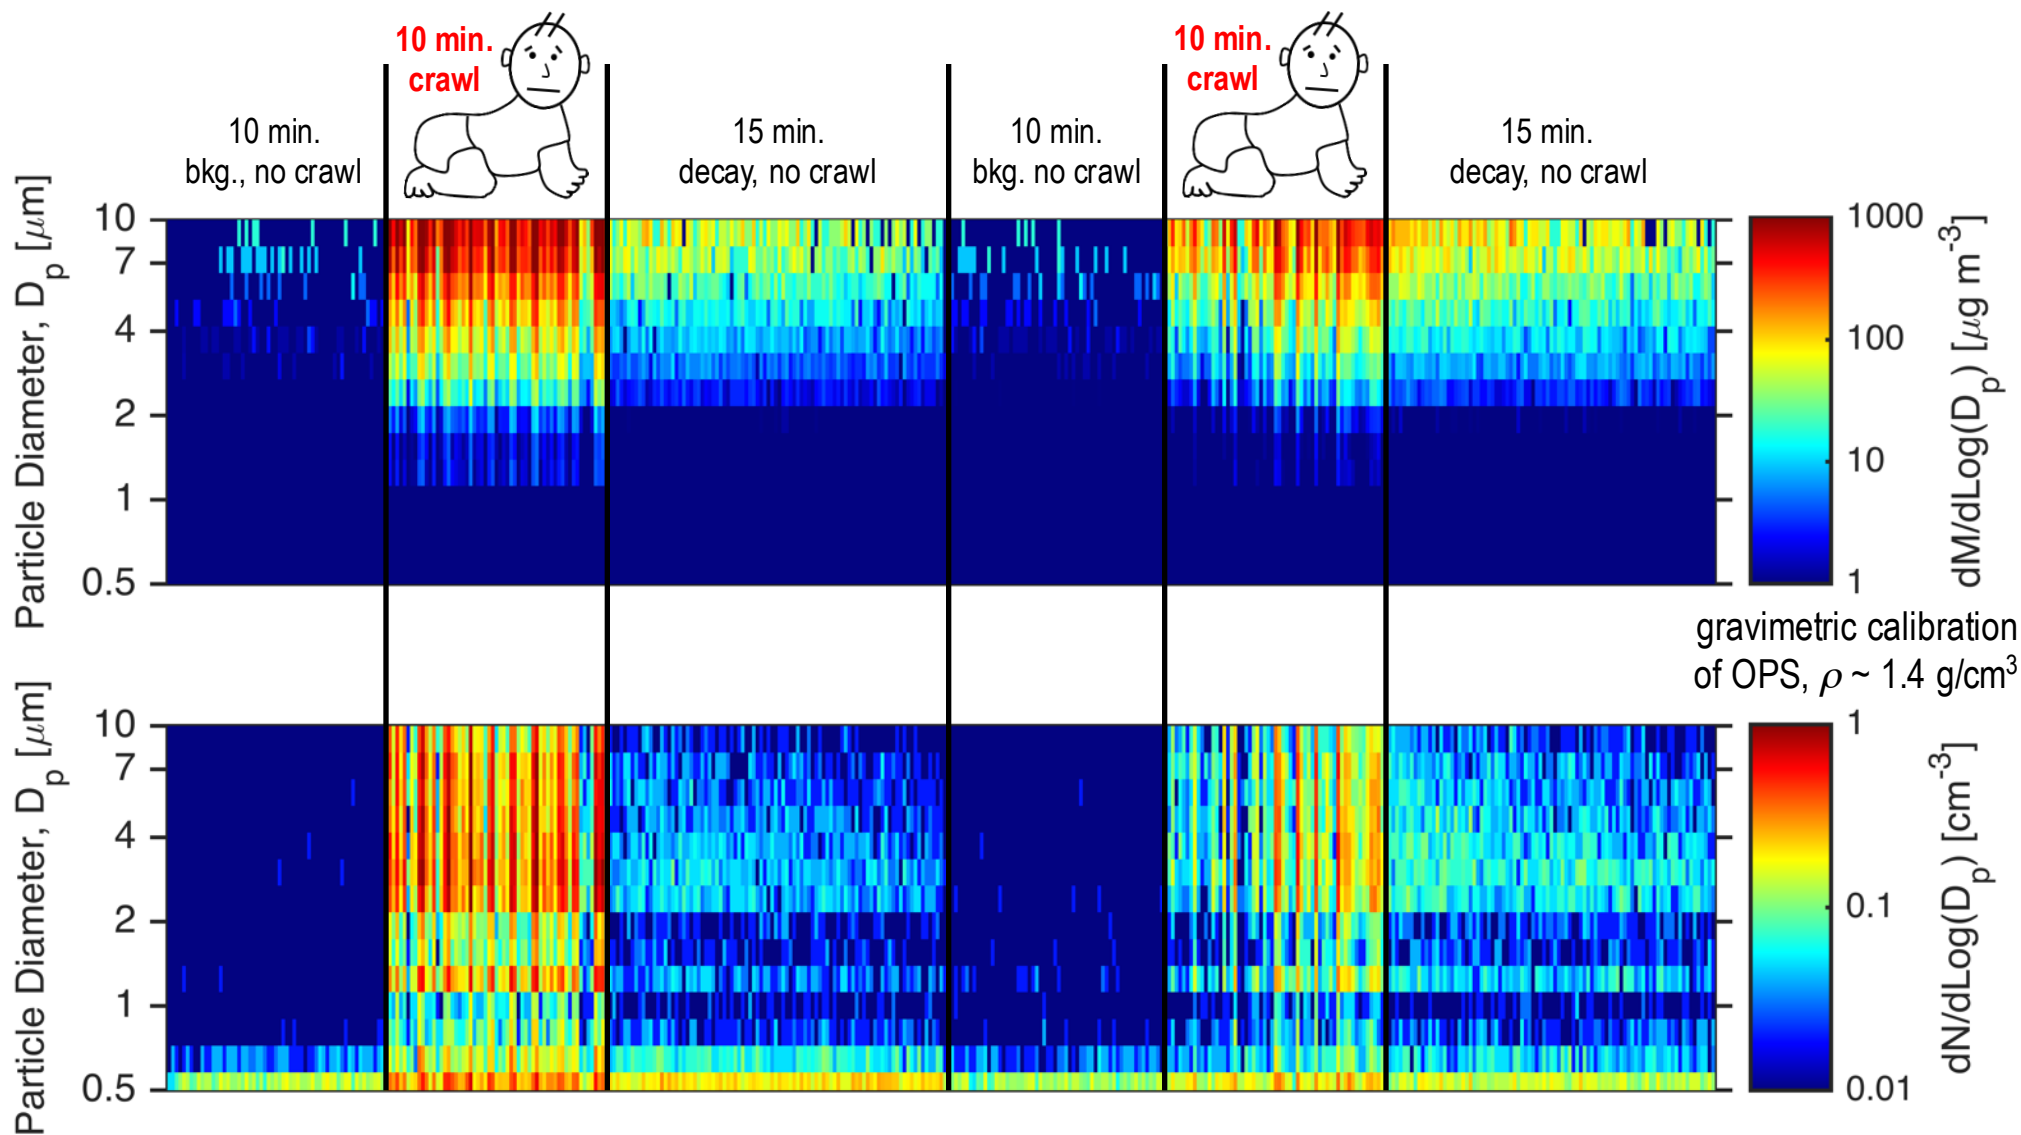 10 min.
crawl
10 min.
crawl
10 min.
bkg., no crawl
15 min.
decay, no crawl
10 min.
bkg. no crawl
15 min.
decay, no crawl
Particle Diameter, Dp [μm]
10
7
4
2
1
0.5
1000
100
10
1
dM/dLog(Dp) [μg m-3]
gravimetric calibration
of OPS, ρ ~ 1.4 g/cm3
Particle Diameter, Dp [μm]
10
7
4
2
1
0.5
1
0.1
0.01
dN/dLog(Dp) [cm-3]